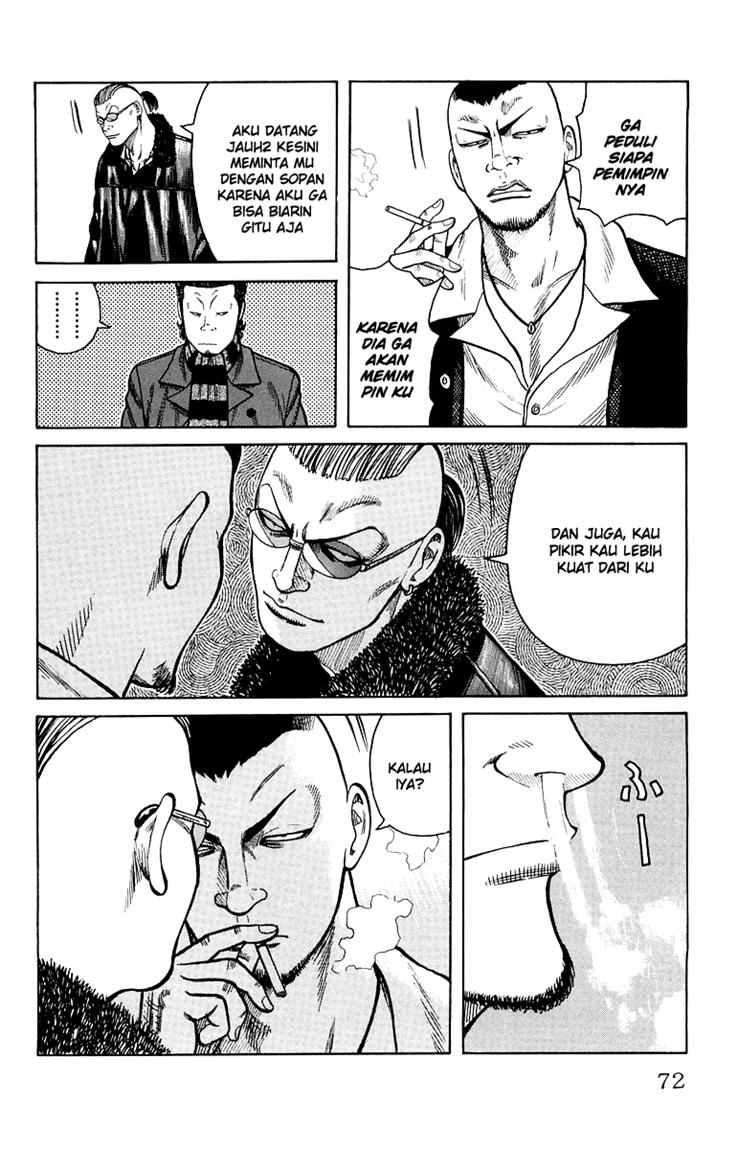 GA
PEDULI
SIAPA
PEMIMPIN
NYA
KARENA
DIA GA
AKAN
MEMIM
PIN KU
AKU DATANG
JAUH2 KESINI
MEMINTA MU
DENGAN SOPAN
KARENA AKU GA
BISA BIARIN
GITU AJA
......
......
DAN JUGA, KAU
PIKIR KAU LEBIH
KUAT DARI KU
ふー
KALAU
IYA?
72